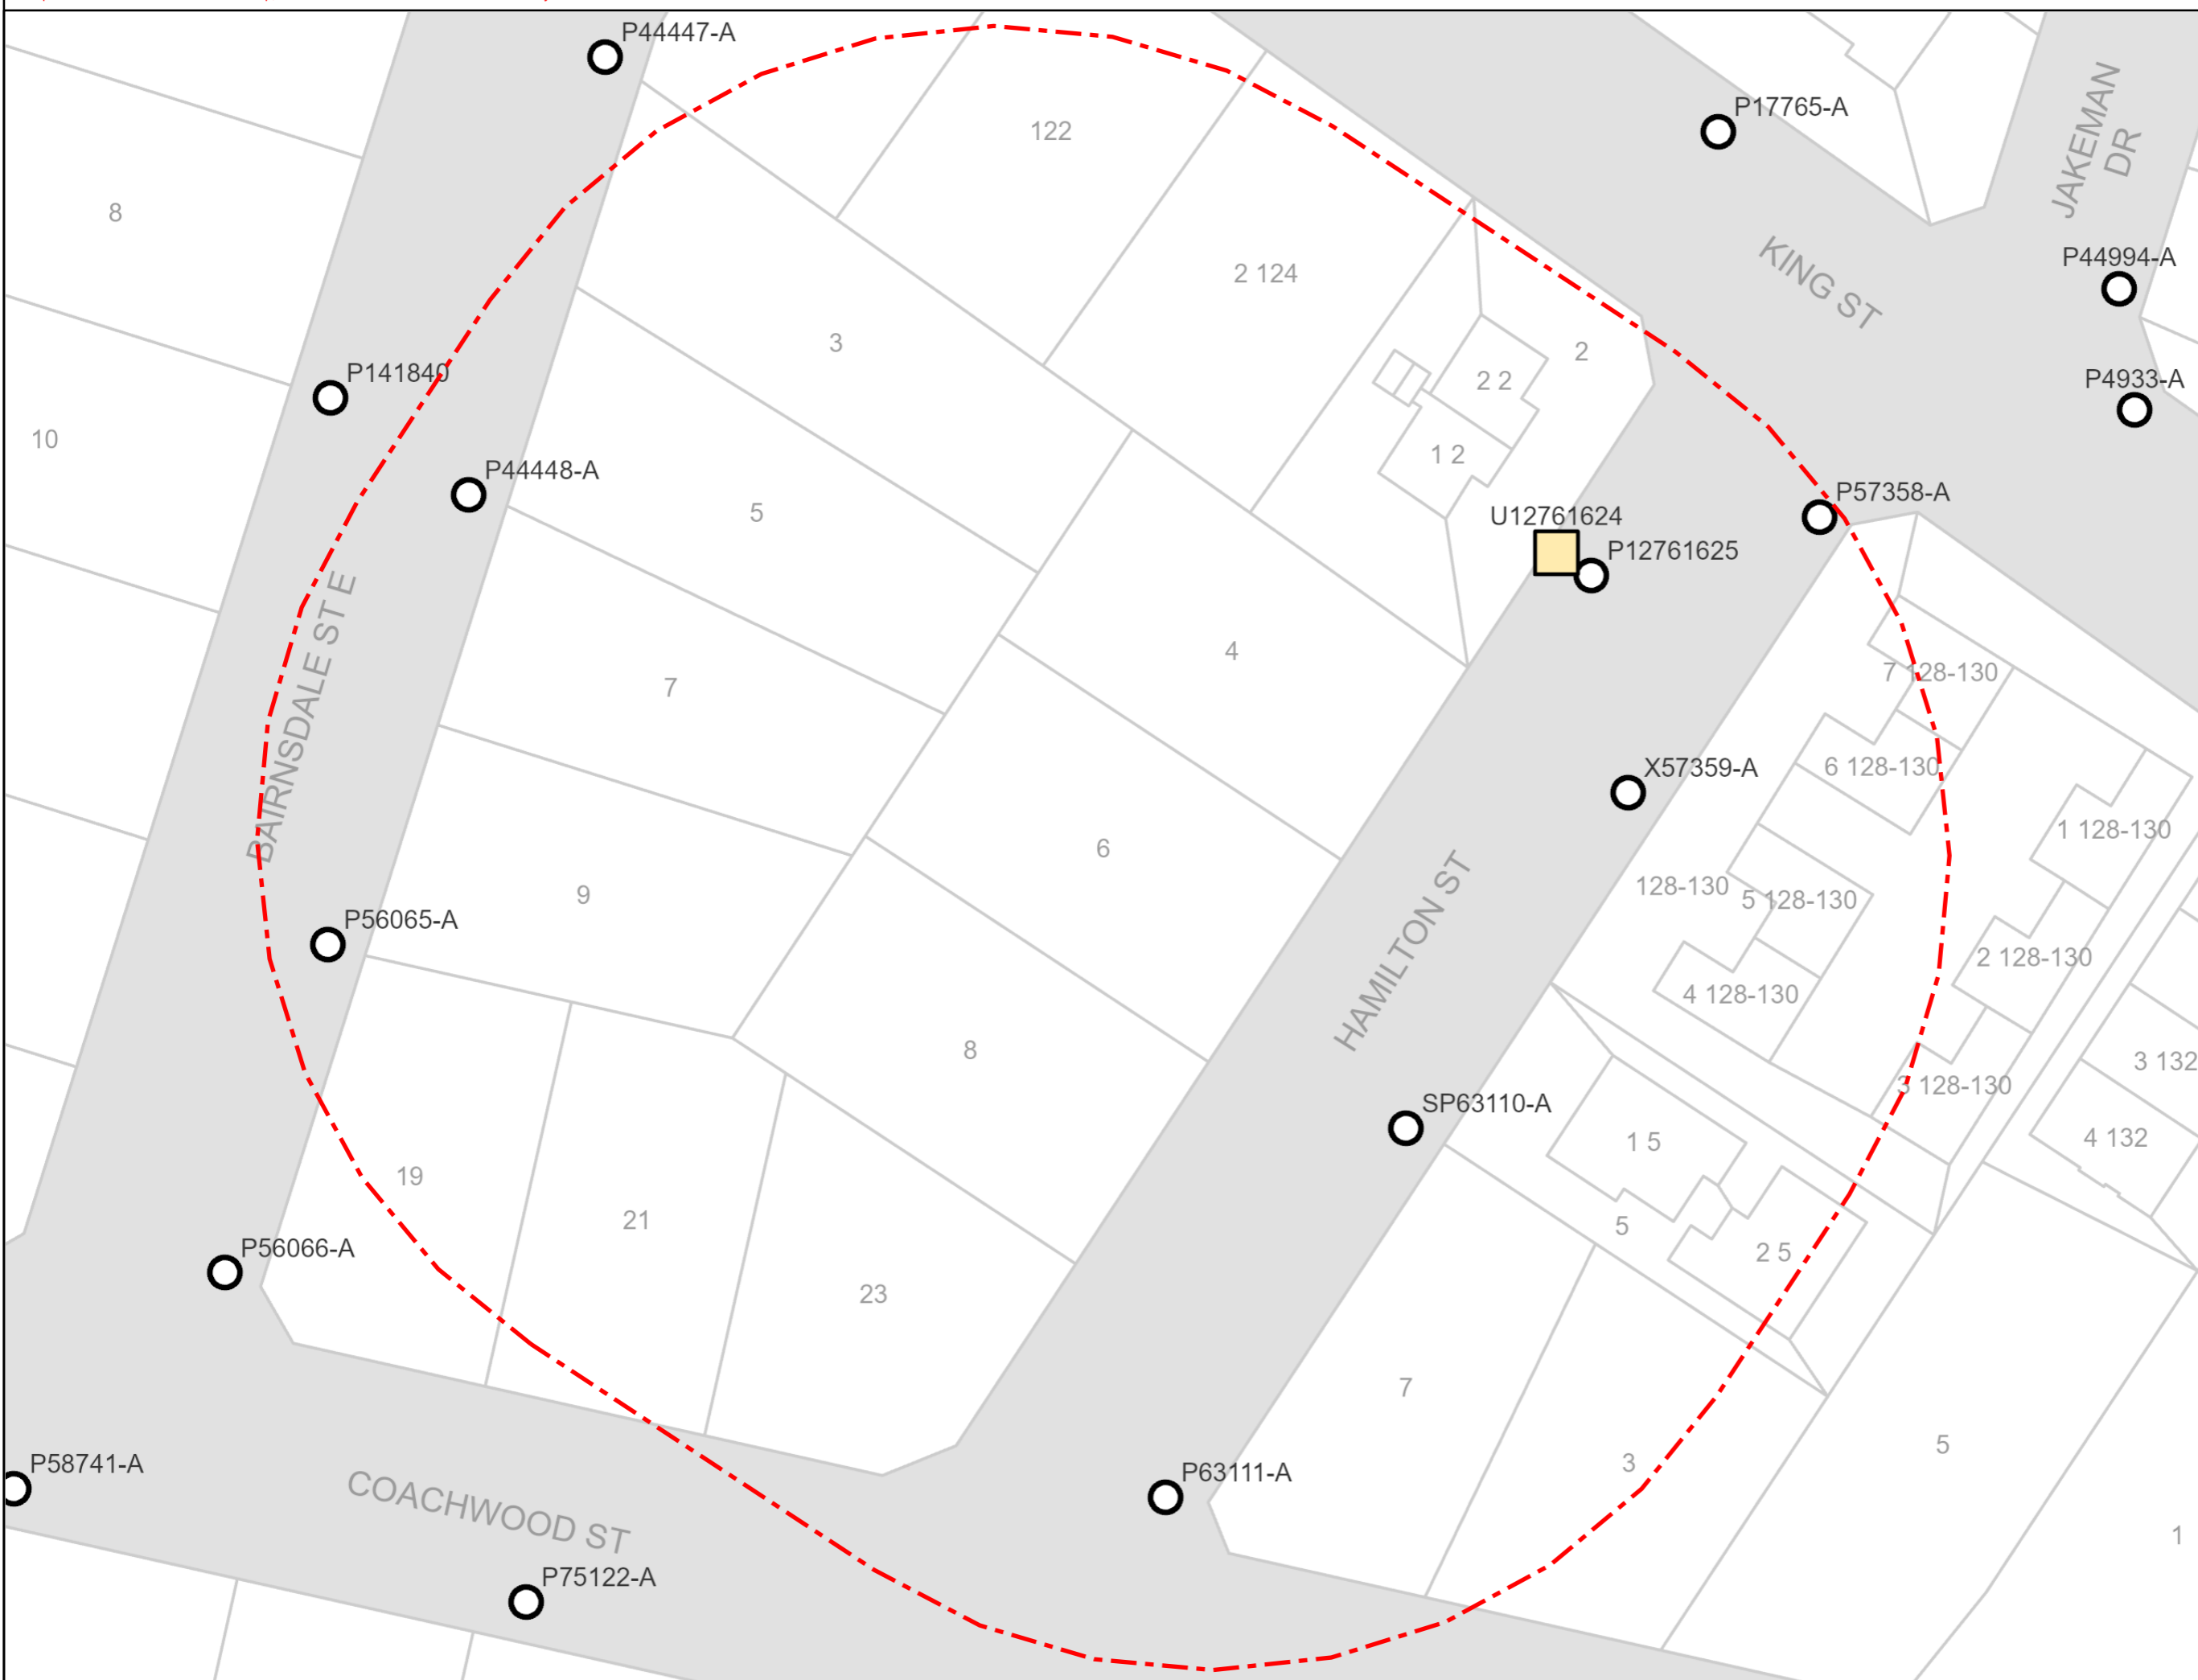 P44447-A
P17765-A
122
JAKEMAN
DR
8
KING ST
P44994-A
2 124
3
2
P141840
2 2
P4933-A
10
1 2
P44448-A
5
P57358-A
U12761624
P12761625
BAIRNSDALE ST E
4
7
7 128-130
X57359-A
6 128-130
1 128-130
6
9
128-130
5 128-130
P56065-A
HAMILTON ST
2 128-130
4 128-130
8
3 132
3 128-130
SP63110-A
1 5
4 132
19
21
5
P56066-A
2 5
23
7
5
P58741-A
3
P63111-A
COACHWOOD ST
1
P75122-A